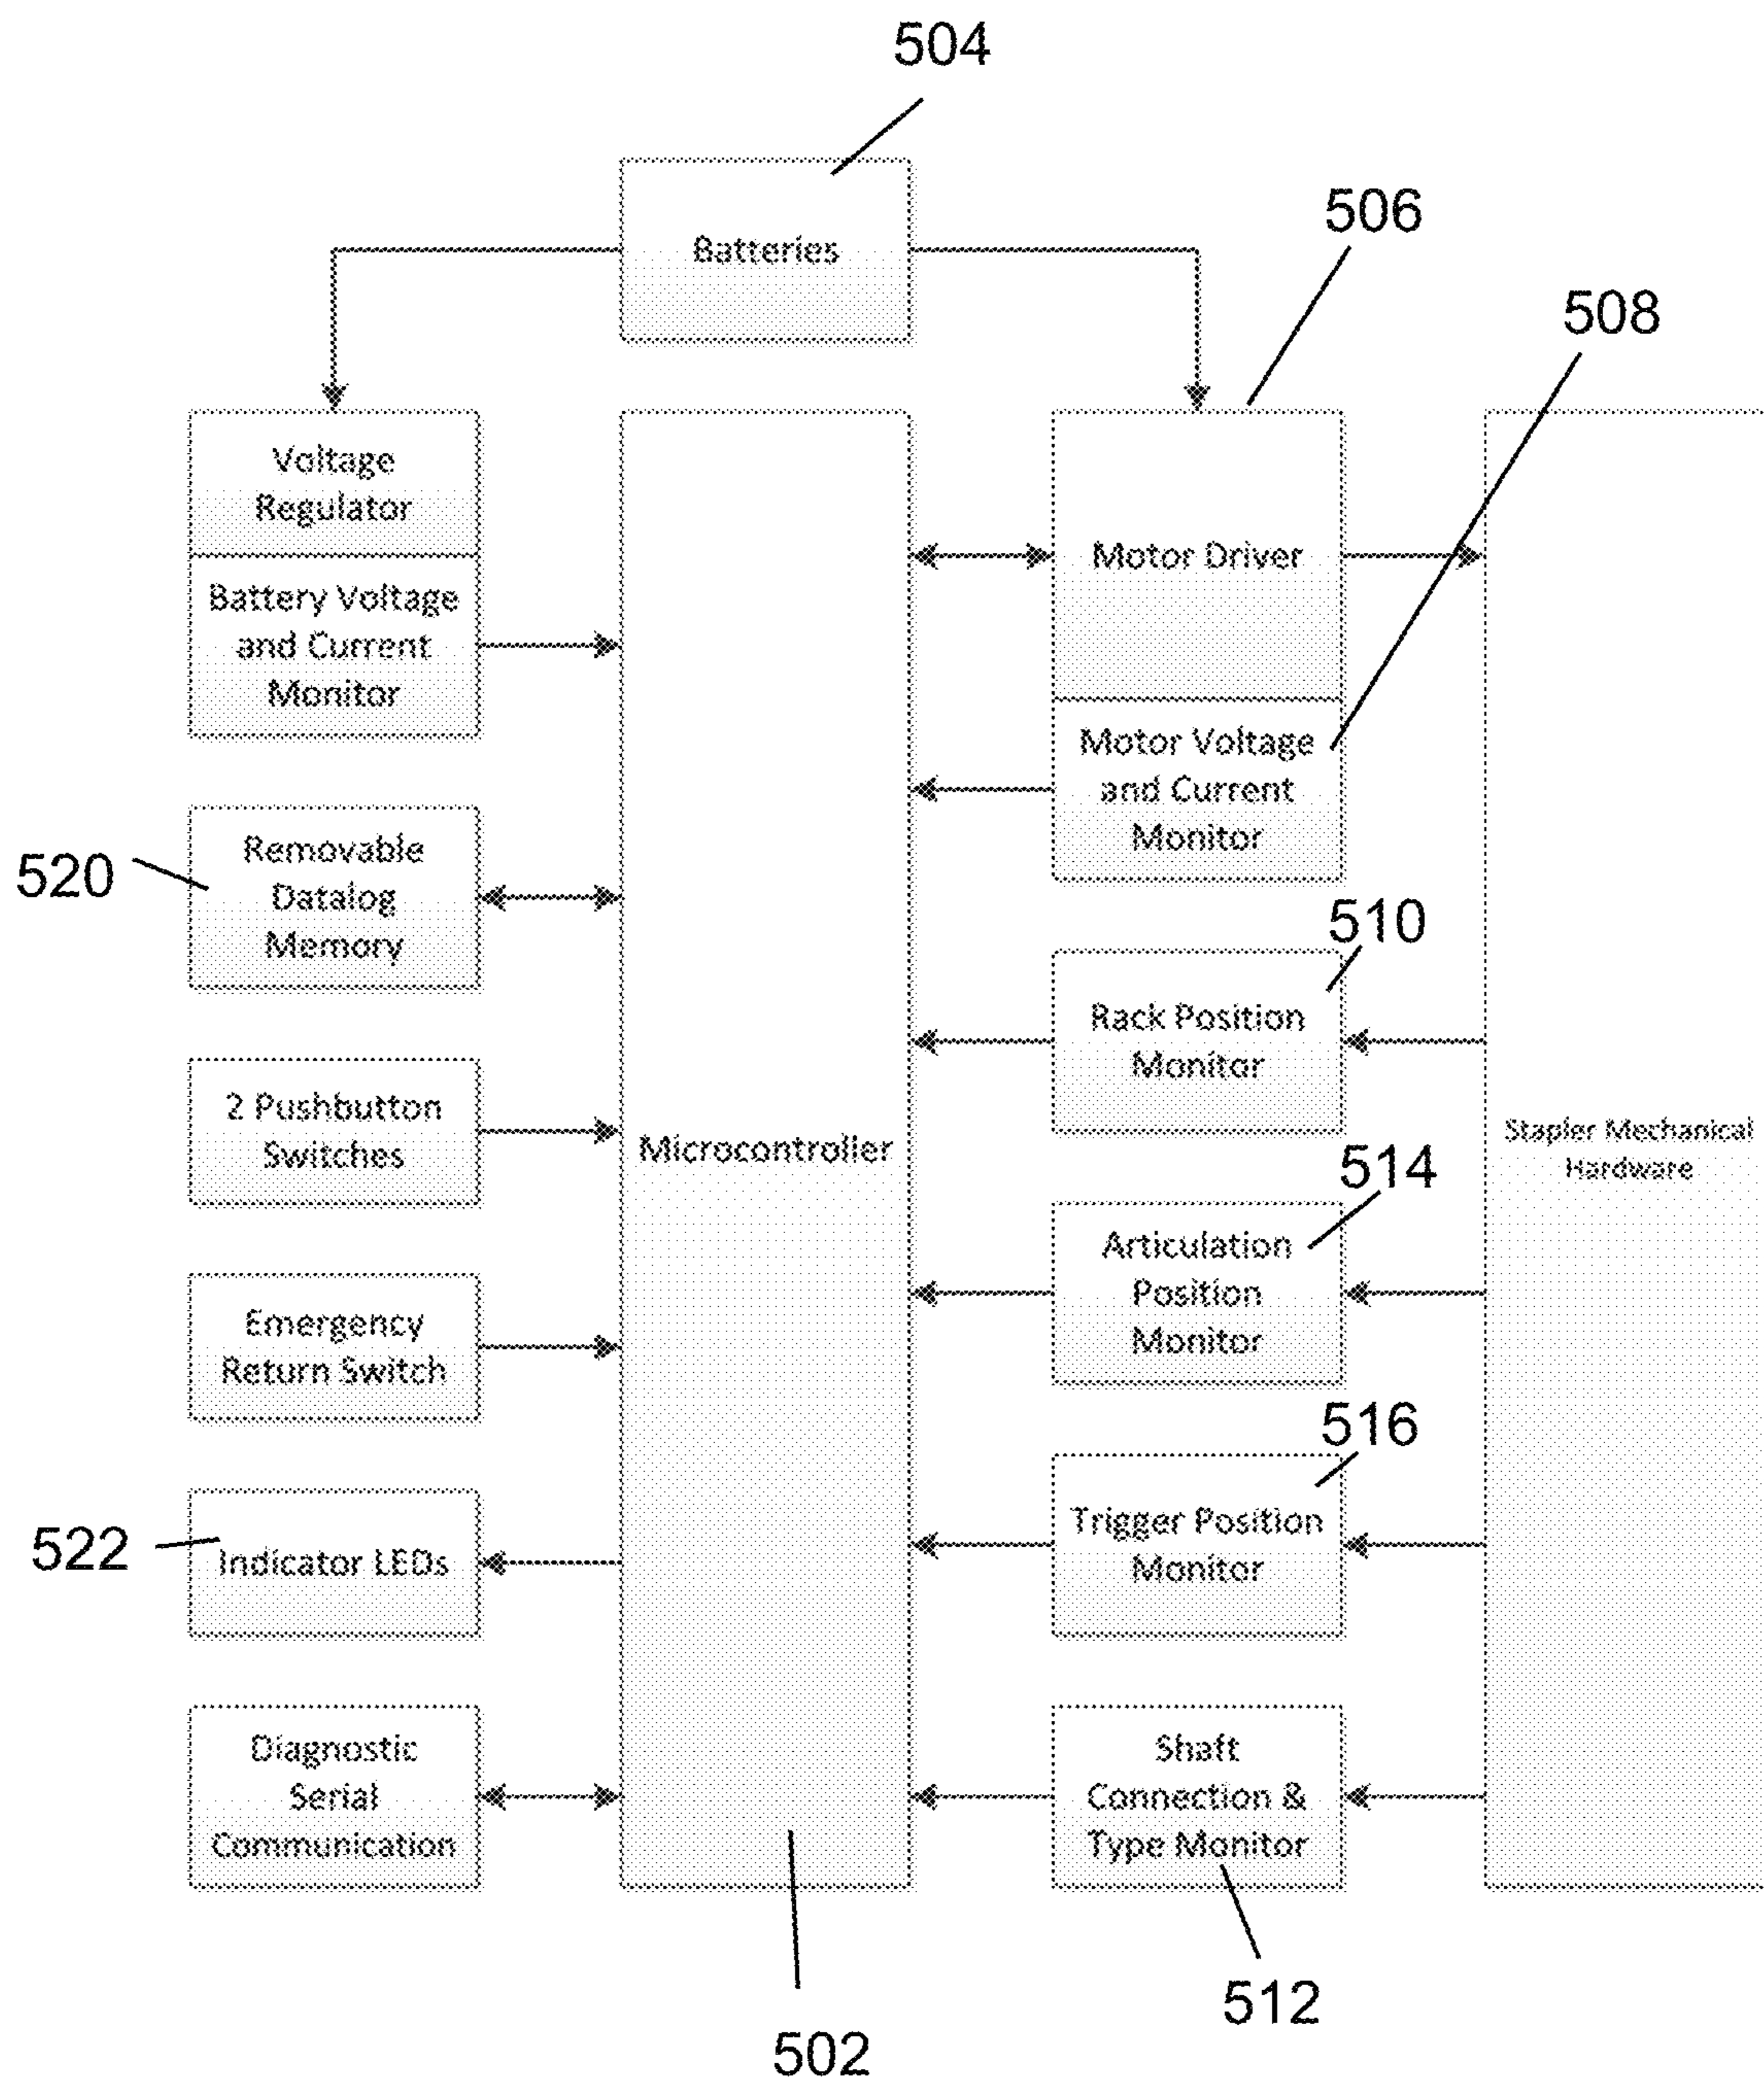 504
Batteries
506
508
Voltage
Regulator
Battery Voltage
and Current
Monitor
Motor Driver
Motor Voltage
and Current
Monitor
520
Removable
Datalog
Memory
510
Rack Position
Monitor
2 Pushbutton
Switches
Microcontroller
Stapler Mechanical
Hardware
514
Articulation
Position
Monitor
Emergency
Return Switch
516
Trigger Position
Monitor
522
Indicator LEDs
Diagnostic
Serial
Communication
Shaft
Connection &
Type Monitor
512
502